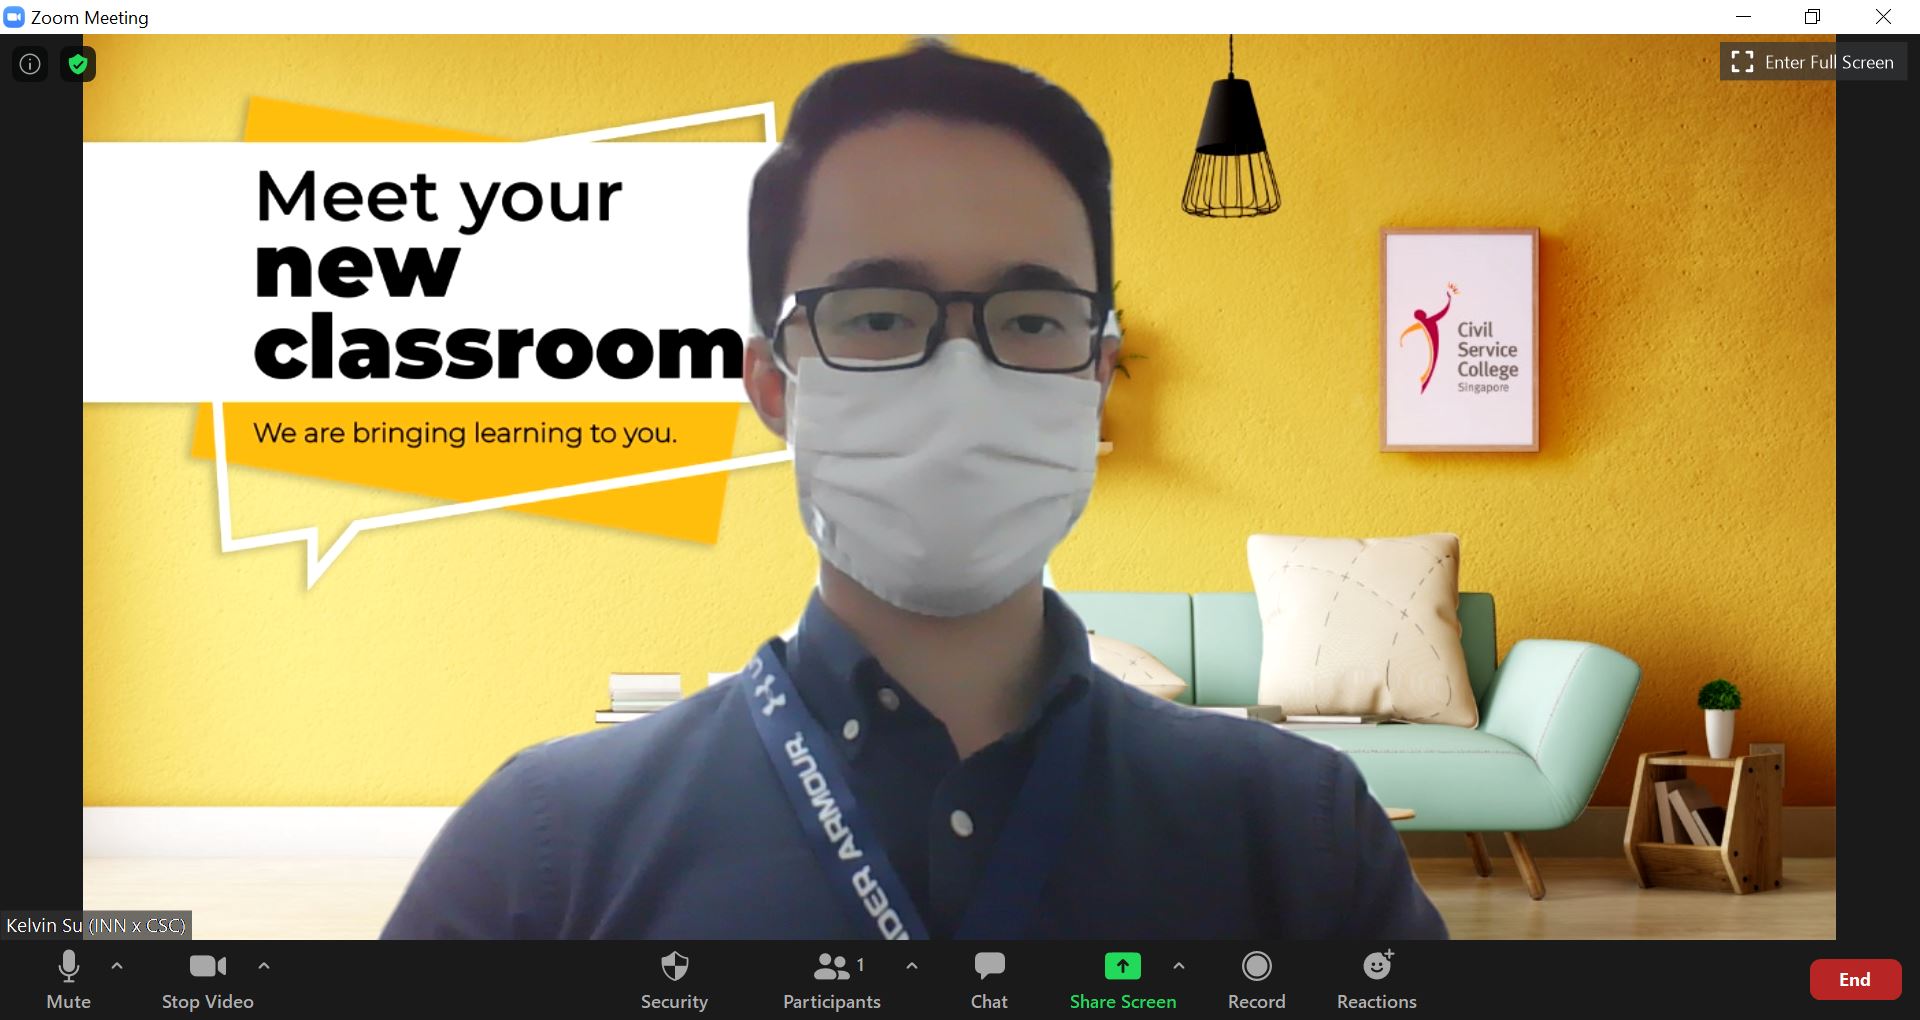 Zoom Meeting
Enter Full Screen
Meet your
new
classroom
We are bringing learning to you.
Civil
Service
College
Singapore
UNDER ARMOUR
Kelvin Su (INN x CSC)
Mute
Stop Video
Security
Participants
1
Chat
Share Screen
Record
Reactions
End